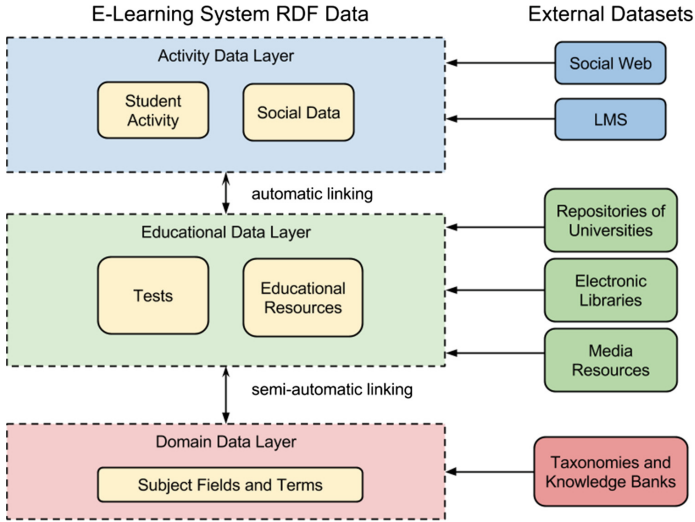 E-Learning System RDF Data
External Datasets
Activity Data Layer
Student
Activity
Social Data
Social Web
LMS
automatic linking
Educational Data Layer
Tests
Educational
Resources
Repositories of
Universities
Electronic
Libraries
Media
Resources
semi-automatic linking
Domain Data Layer
Subject Fields and Terms
Taxonomies and
Knowledge Banks